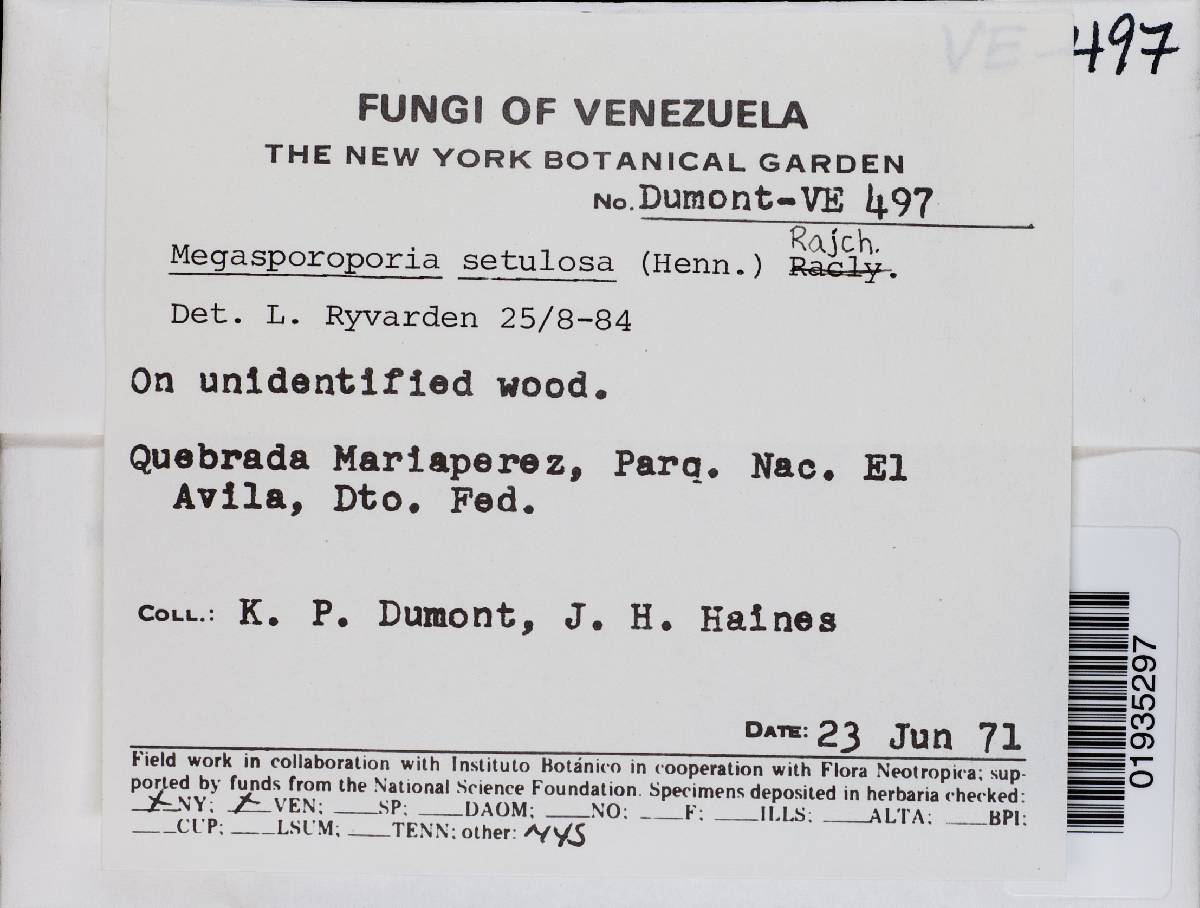 VE-497
FUNGI OF VENEZUELA
THE NEW YORK BOTANICAL GARDEN
No. Dumont-VE 497
Rajch.
Megasporoporia setulosa (Henn.) Racly.
Det. L. Ryvarden 25/8-84
On unidentified wood.
Quebrada Mariaperez, Parq. Nac. El
Avila, Dto. Fed.
COLL.: K. P. Dumont, J. H. Haines
DATE: 23 Jun 71
Field work in collaboration with Instituto Botánico in cooperation with Flora Neotropica; sup-
ported by funds from the National Science Foundation. Specimens deposited in herbaria checked:
x NY; x VEN; ___SP; ___DAOM; ___NO; ___F; ___ILLS; ___ALTA; ___BPI;
___CUP; ___LSUM; ___TENN; other: NYS
01935297